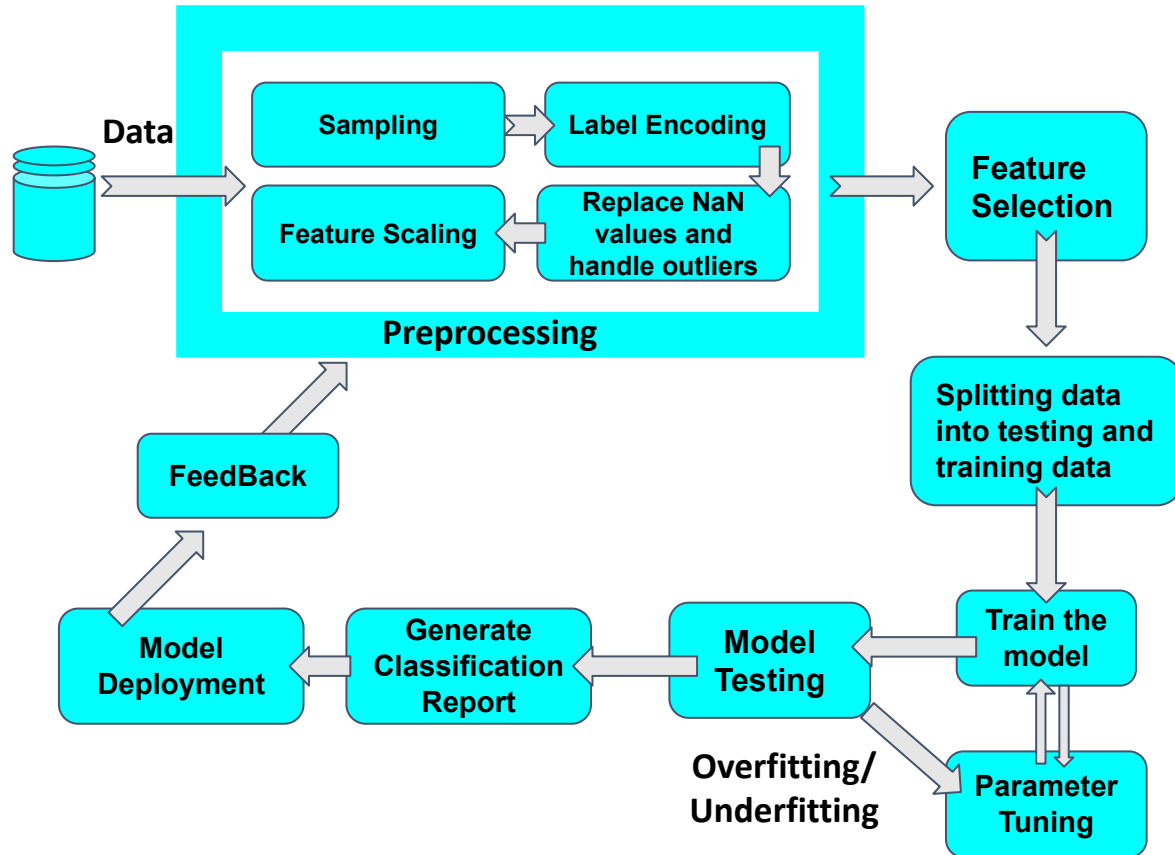 Data
Sampling
Label Encoding
Feature Scaling
Replace NaN
values and
handle outliers
Preprocessing
Feature
Selection
Splitting data
into testing and
training data
Train the
model
Parameter
Tuning
Model
Testing
Overfitting/
Underfitting
Generate
Classification
Report
Model
Deployment
FeedBack